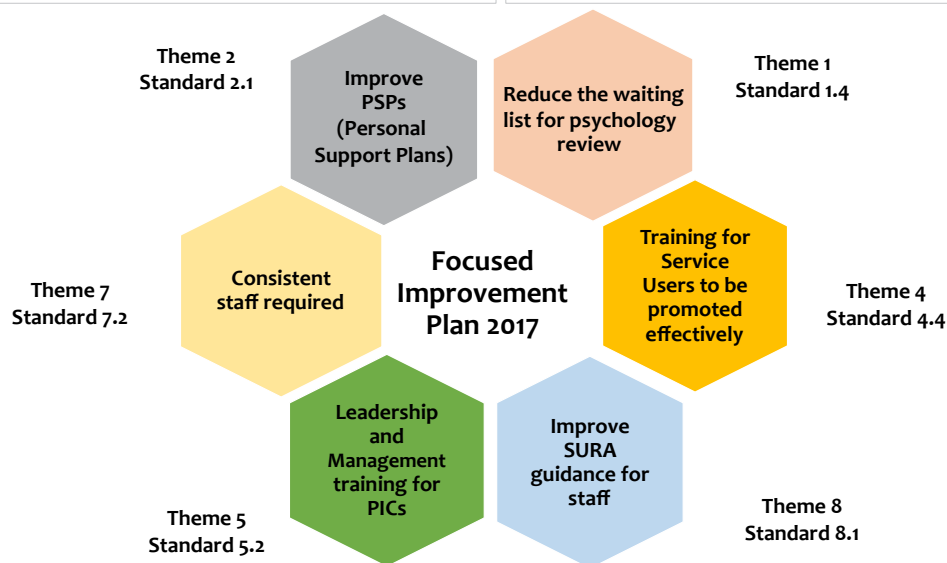 Theme 2
Standard 2.1
Improve
PSPs
(Personal
Support Plans)
Reduce the waiting
list for psychology
review
Theme 1
Standard 1.4
Theme 7
Standard 7.2
Consistent
staff required
Focused
Improvement
Plan 2017
Training for
Service
Users to be
promoted
effectively
Theme 4
Standard 4.4
Theme 5
Standard 5.2
Leadership
and
Management
training for
PICs
Improve
SURA
guidance for
staff
Theme 8
Standard 8.1